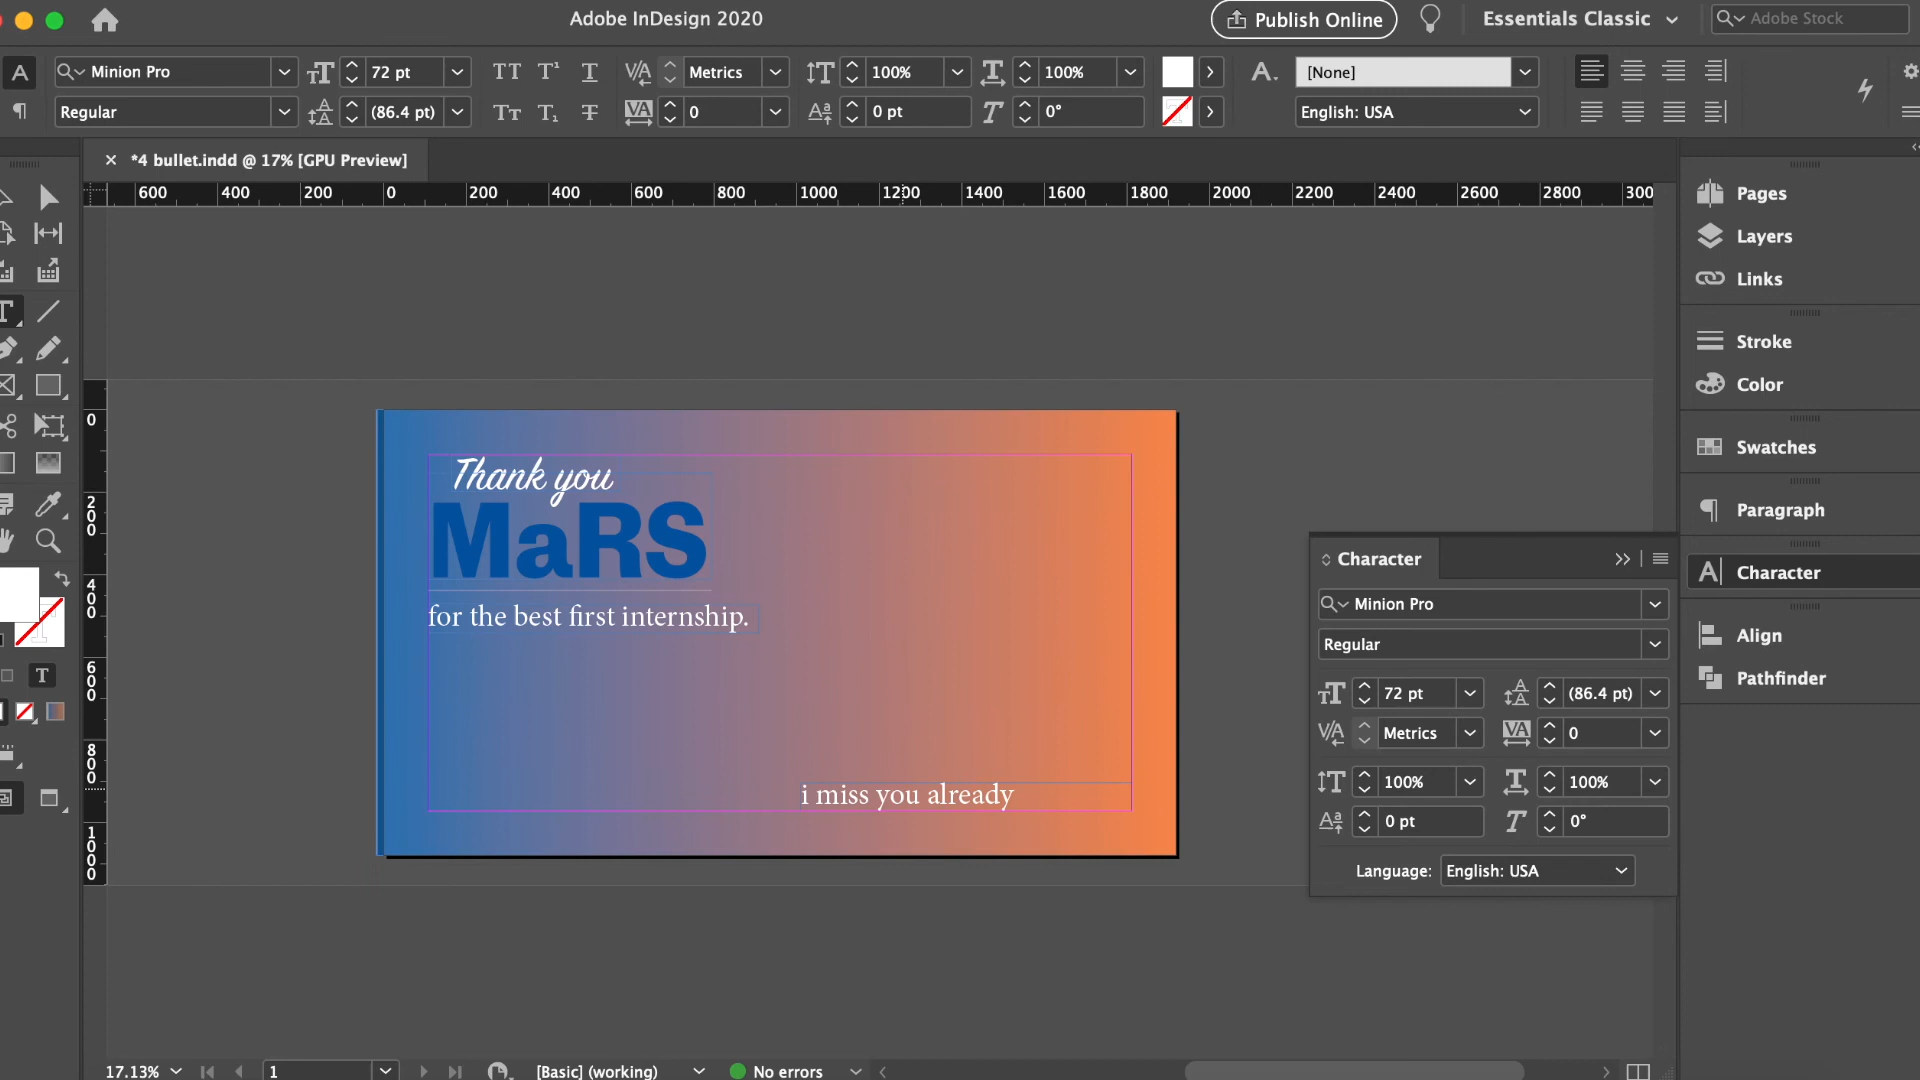 Adobe InDesign 2020
Publish Online
Essentials Classic
Adobe Stock
A Minion Pro 72 pt Metrics 100% 100% [None]
Regular (86.4 pt) 0 0 pt 0° English: USA
× *4 bullet.indd @ 17% [GPU Preview]
600 400 200 0 200 400 600 800 1000 1200 1400 1600 1800 2000 2200 2400 2600 2800 300
0
200
400
600
800
1000
Thank you
MaRS
for the best first internship.
i miss you already
Character
Minion Pro
Regular
72 pt (86.4 pt)
Metrics 0
100% 100%
0 pt 0°
Language: English: USA
Pages
Layers
Links
Stroke
Color
Swatches
Paragraph
Character
Align
Pathfinder
17.13% 1 [Basic] (working) No errors